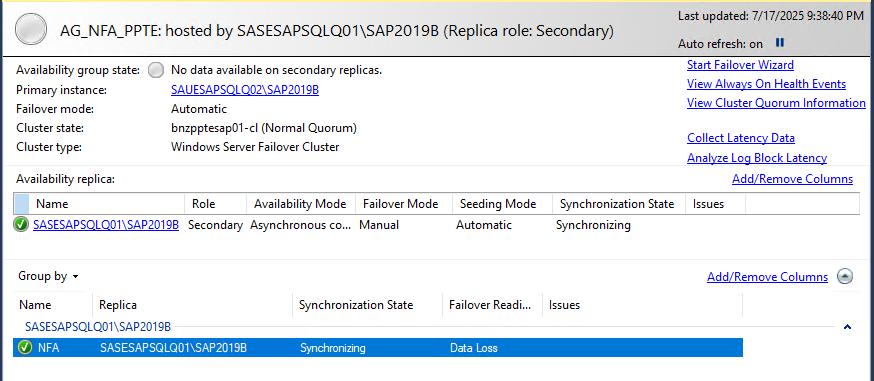 AG_NFA_PPTE: hosted by SASESAPSQLQ01\SAP2019B (Replica role: Secondary)
Last updated: 7/17/2025 9:38:40 PM
Auto refresh: on
Availability group state: No data available on secondary replicas.
Primary instance: SAUESAPSQLQ02\SAP2019B
Failover mode: Automatic
Cluster state: bnzpptesap01-cl (Normal Quorum)
Cluster type: Windows Server Failover Cluster
Start Failover Wizard
View Always On Health Events
View Cluster Quorum Information
Collect Latency Data
Analyze Log Block Latency
Availability replica: Add/Remove Columns
Name Role Availability Mode Failover Mode Seeding Mode Synchronization State Issues
SASESAPSQLQ01\SAP2019B Secondary Asynchronous co... Manual Automatic Synchronizing
Group by Add/Remove Columns
Name Replica Synchronization State Failover Readi... Issues
SASESAPSQLQ01\SAP2019B
NFA SASESAPSQLQ01\SAP2019B Synchronizing Data Loss